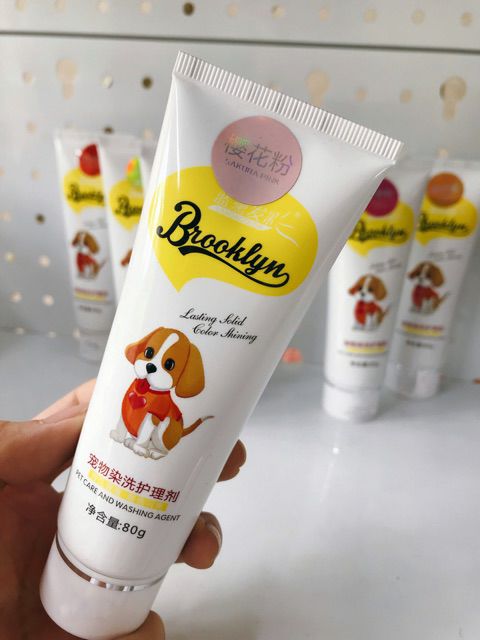 樱花粉
SAKURA PINK
Brooklyn
Lasting Solid
Color Shining
宠物染洗护理剂
PET CARE AND WASHING AGENT
净含量:80g